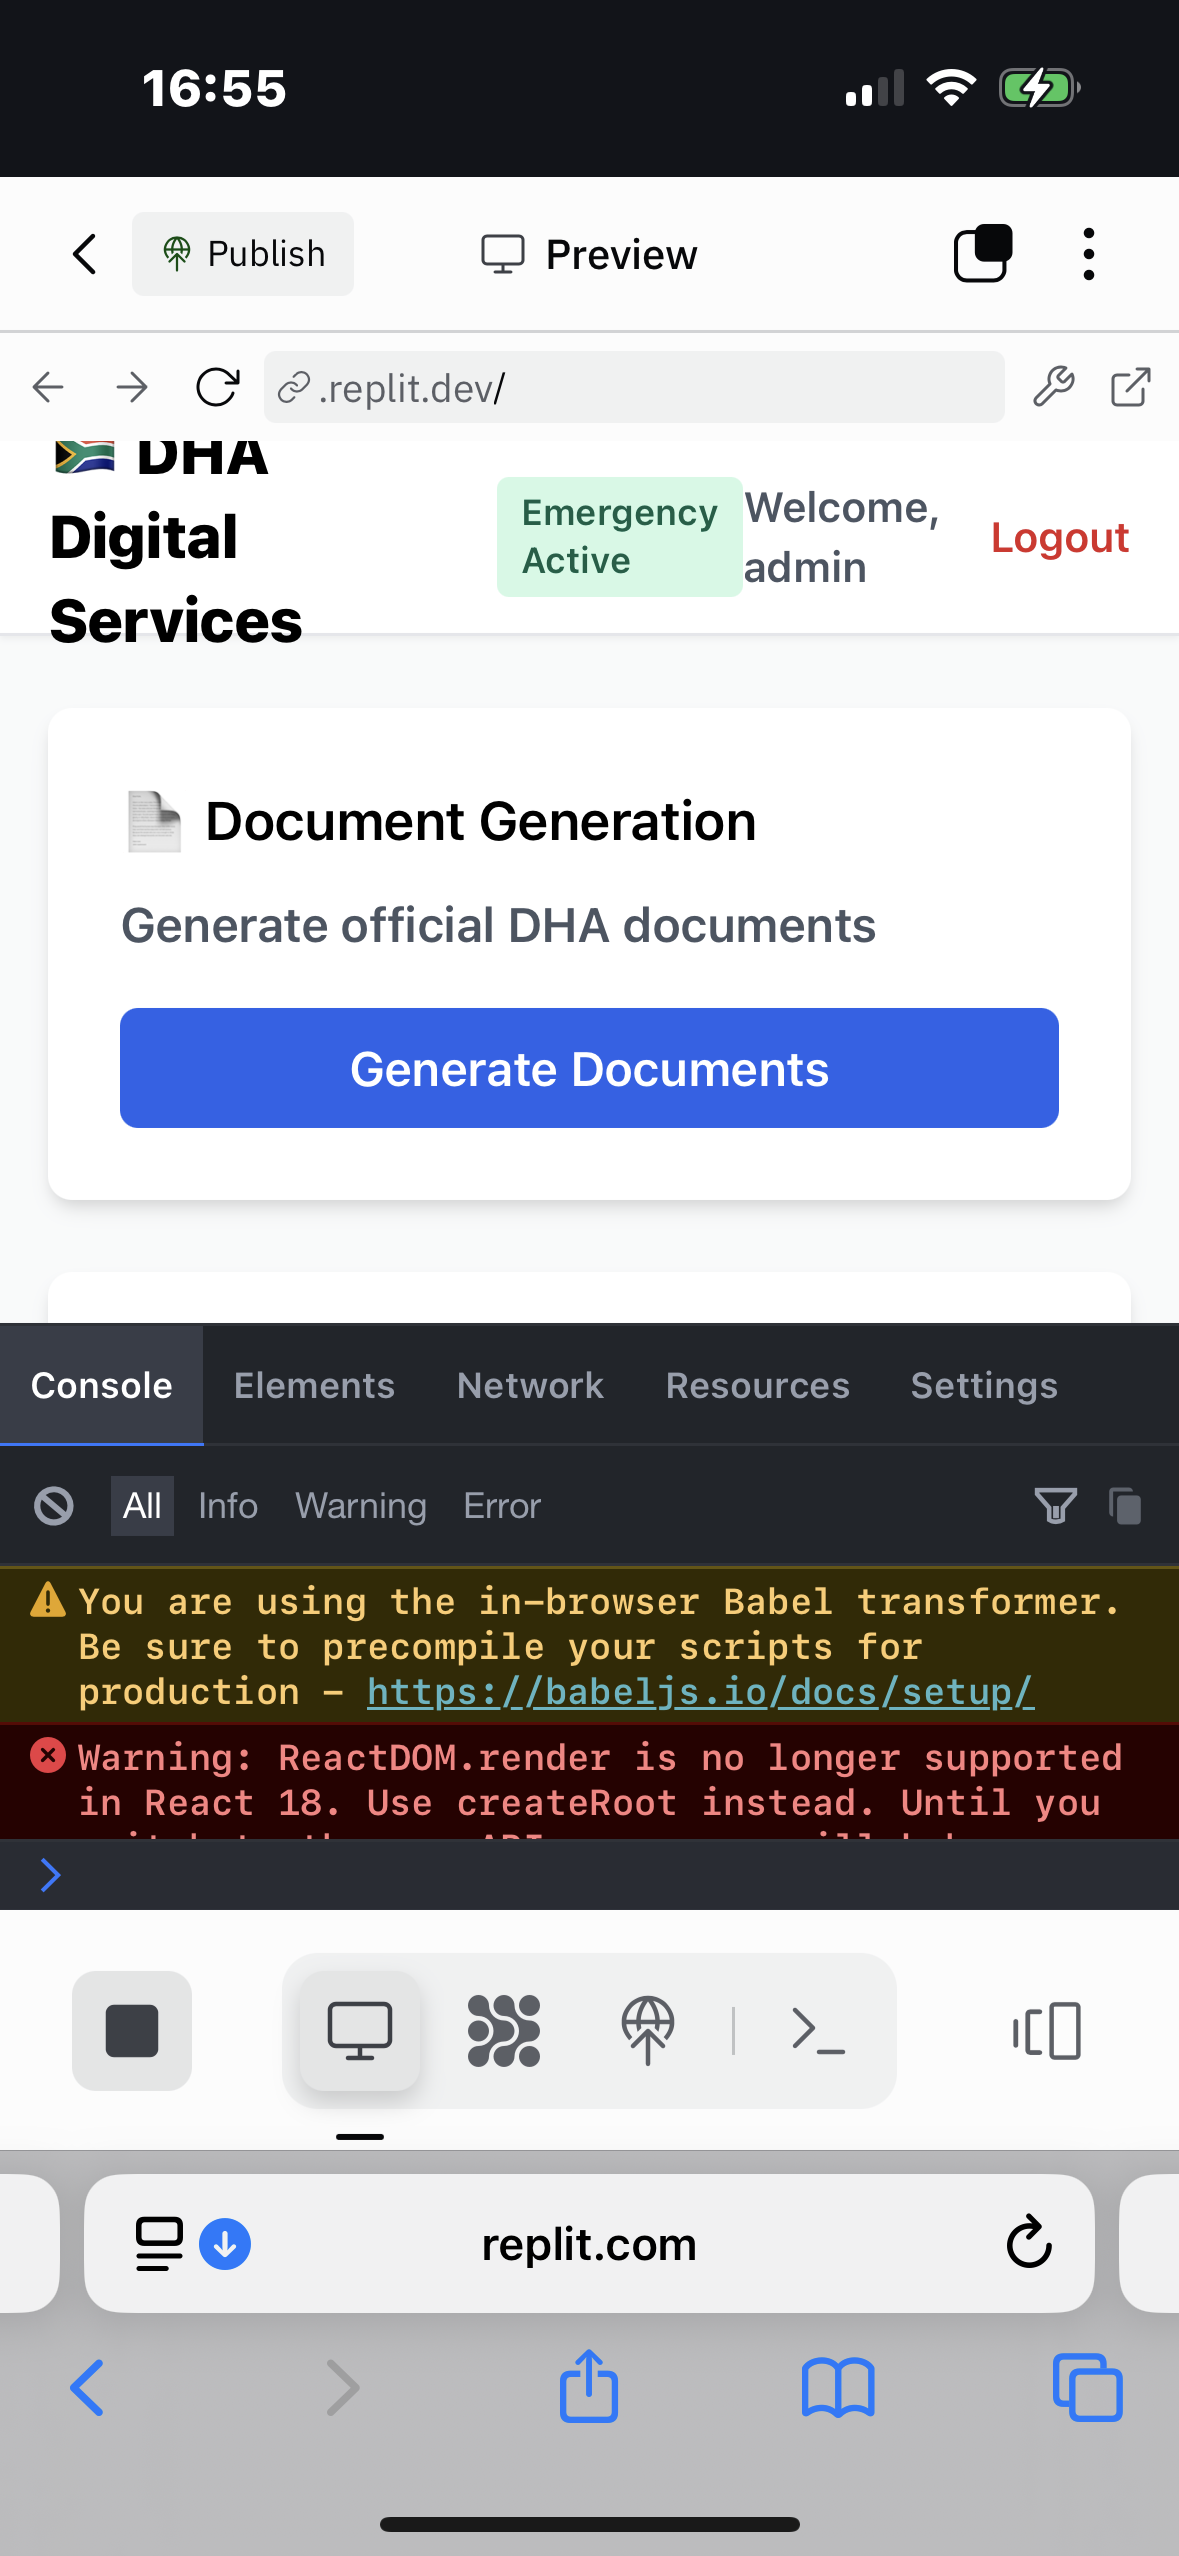 16:55
Publish
Preview
.replit.dev/
🇿🇦 DHA
Digital
Services
Emergency
Active
Welcome,
admin
Logout
📄 Document Generation
Generate official DHA documents
Generate Documents
Console Elements Network Resources Settings
All Info Warning Error
You are using the in-browser Babel transformer.
Be sure to precompile your scripts for
production - https://babeljs.io/docs/setup/
Warning: ReactDOM.render is no longer supported
in React 18. Use createRoot instead. Until you
replit.com